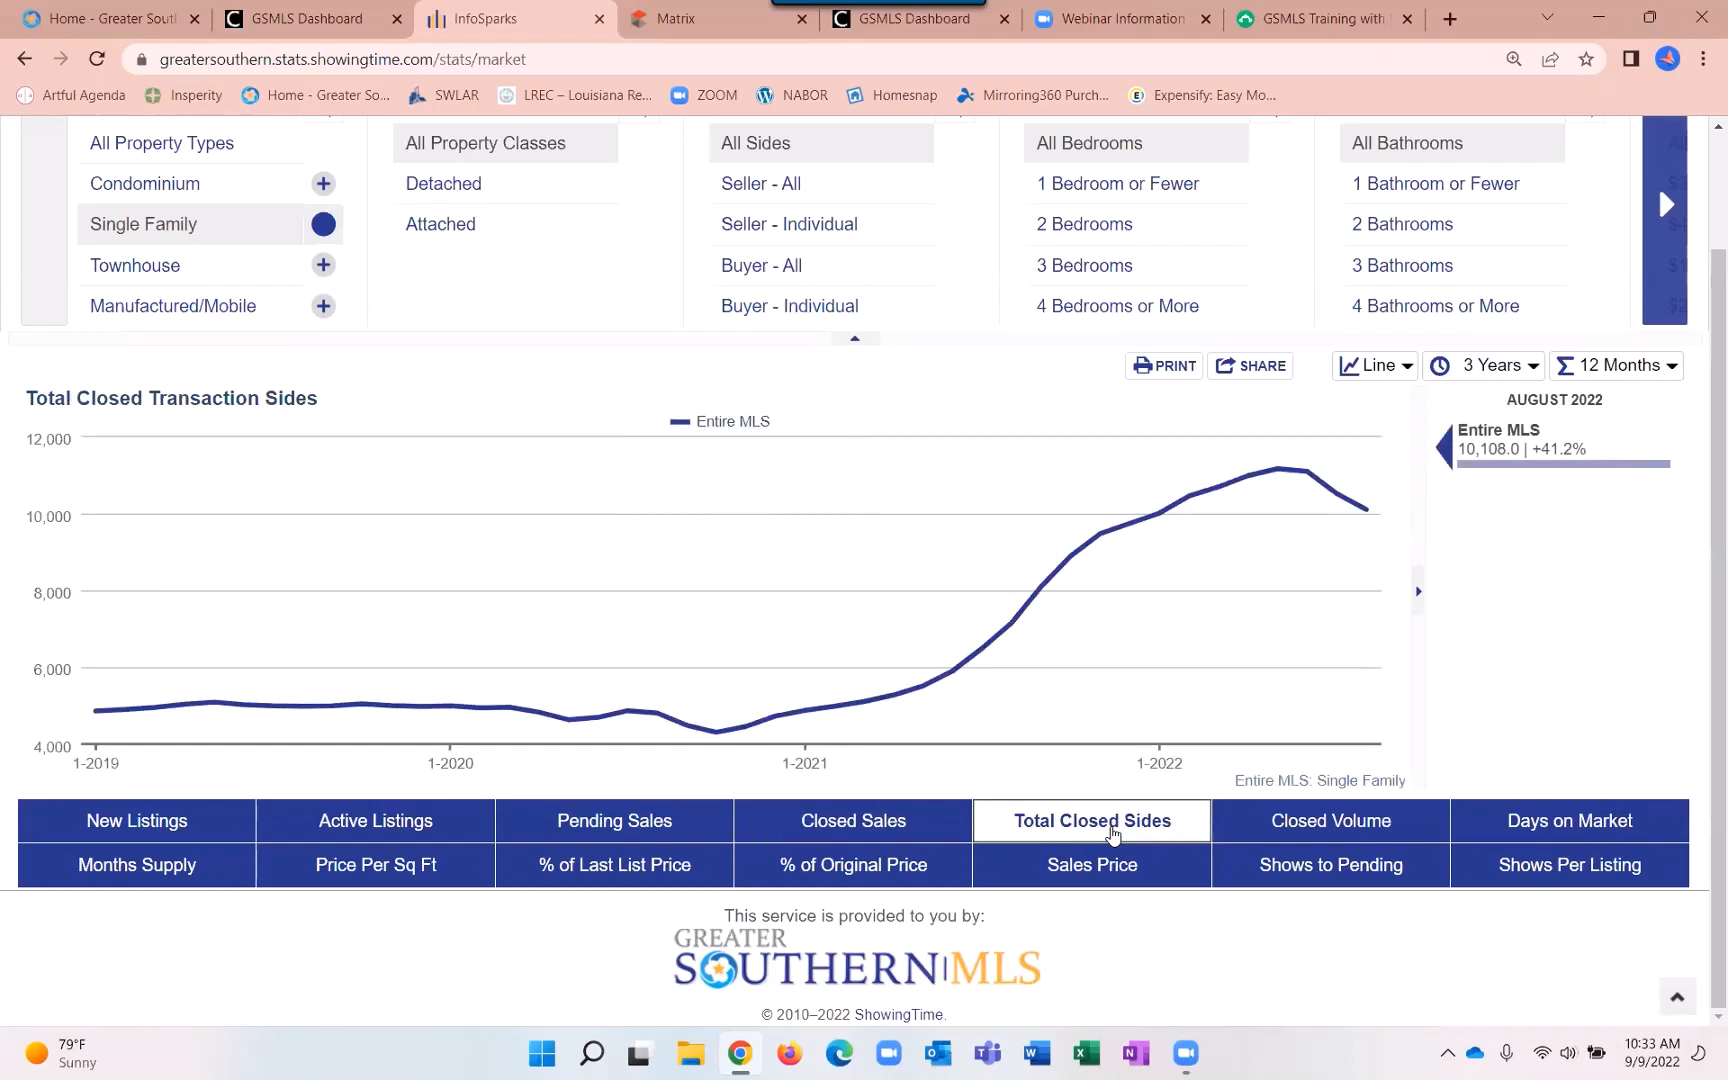 Home - Greater Sout
GSMLS Dashboard
InfoSparks
Matrix
GSMLS Dashboard
Webinar Information
GSMLS Training with
greatersouthern.stats.showingtime.com/stats/market
Artful Agenda
Insperity
Home - Greater So...
SWLAR
LREC – Louisiana Re...
ZOOM
NABOR
Homesnap
Mirroring360 Purch...
Expensify: Easy Mo...
All Property Types
All Property Classes
All Sides
All Bedrooms
All Bathrooms
Condominium
Detached
Seller - All
1 Bedroom or Fewer
1 Bathroom or Fewer
Single Family
Attached
Seller - Individual
2 Bedrooms
2 Bathrooms
Townhouse
Buyer - All
3 Bedrooms
3 Bathrooms
Manufactured/Mobile
Buyer - Individual
4 Bedrooms or More
4 Bathrooms or More
PRINT
SHARE
Line
3 Years
12 Months
Total Closed Transaction Sides
Entire MLS
AUGUST 2022
Entire MLS
10,108.0 | +41.2%
12,000
10,000
8,000
6,000
4,000
1-2019
1-2020
1-2021
1-2022
Entire MLS: Single Family
New Listings
Active Listings
Pending Sales
Closed Sales
Total Closed Sides
Closed Volume
Days on Market
Months Supply
Price Per Sq Ft
% of Last List Price
% of Original Price
Sales Price
Shows to Pending
Shows Per Listing
This service is provided to you by:
GREATER
SOUTHERN|MLS
© 2010–2022 ShowingTime.
79°F
Sunny
10:33 AM
9/9/2022